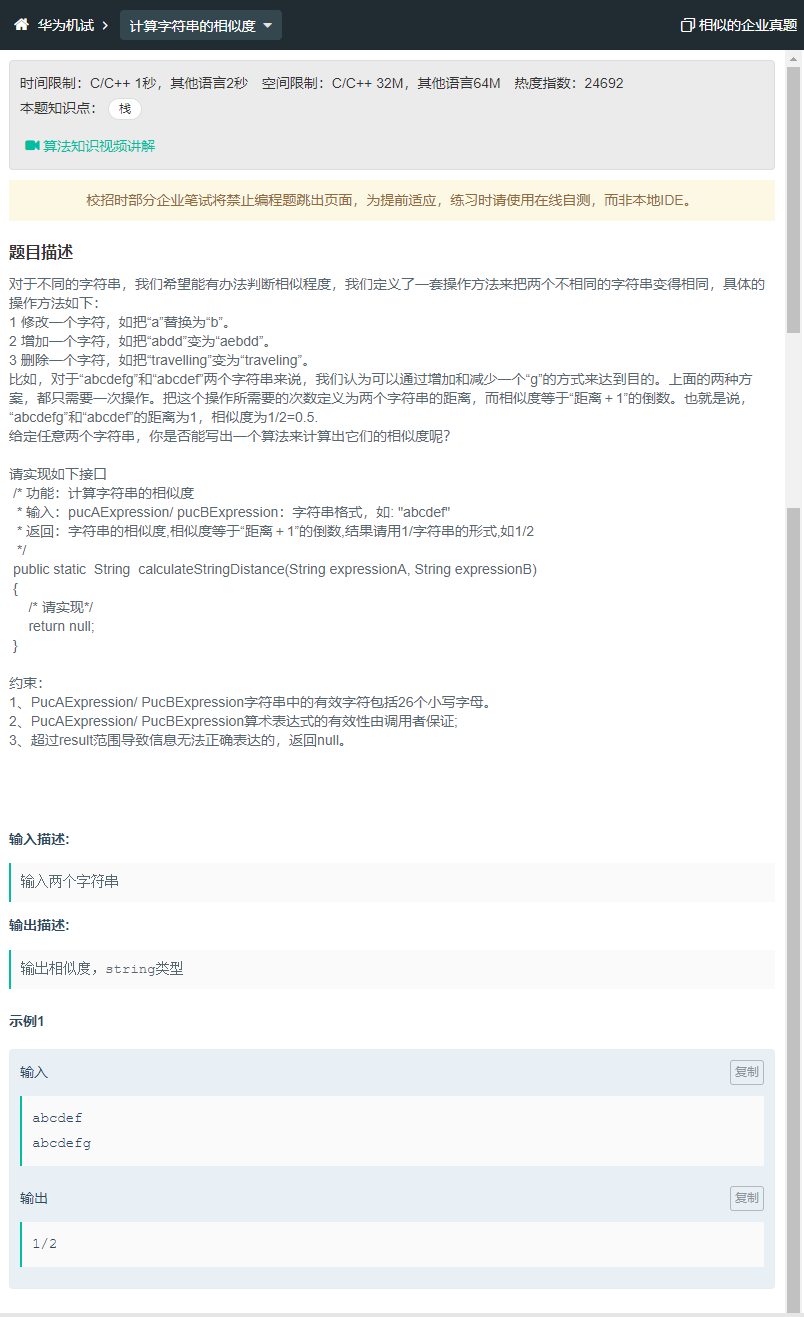 华为机试
计算字符串的相似度
相似的企业真题
时间限制：C/C++ 1秒，其他语言2秒 空间限制：C/C++ 32M，其他语言64M 热度指数：24692
本题知识点： 栈
算法知识视频讲解
校招时部分企业笔试将禁止编程题跳出页面，为提前适应，练习时请使用在线自测，而非本地IDE。
题目描述
对于不同的字符串，我们希望能有办法判断相似程度，我们定义了一套操作方法来把两个不相同的字符串变得相同，具体的
操作方法如下：
1 修改一个字符，如把“a”替换为“b”。
2 增加一个字符，如把“abdd”变为“aebdd”。
3 删除一个字符，如把“travelling”变为“traveling”。
比如，对于“abcdefg”和“abcdef”两个字符串来说，我们认为可以通过增加和减少一个“g”的方式来达到目的。上面的两种方
案，都只需要一次操作。把这个操作所需要的次数定义为两个字符串的距离，而相似度等于“距离＋1”的倒数。也就是说，
“abcdefg”和“abcdef”的距离为1，相似度为1/2=0.5.
给定任意两个字符串，你是否能写出一个算法来计算出它们的相似度呢？
请实现如下接口
/* 功能：计算字符串的相似度
* 输入：pucAExpression/ pucBExpression：字符串格式，如: "abcdef"
* 返回：字符串的相似度,相似度等于“距离＋1”的倒数,结果请用1/字符串的形式,如1/2
*/
public static String calculateStringDistance(String expressionA, String expressionB)
{
/* 请实现*/
return null;
}
约束：
1、PucAExpression/ PucBExpression字符串中的有效字符包括26个小写字母。
2、PucAExpression/ PucBExpression算术表达式的有效性由调用者保证;
3、超过result范围导致信息无法正确表达的，返回null。
输入描述:
输入两个字符串
输出描述:
输出相似度，string类型
示例1
输入
复制
abcdef
abcdefg
输出
复制
1/2